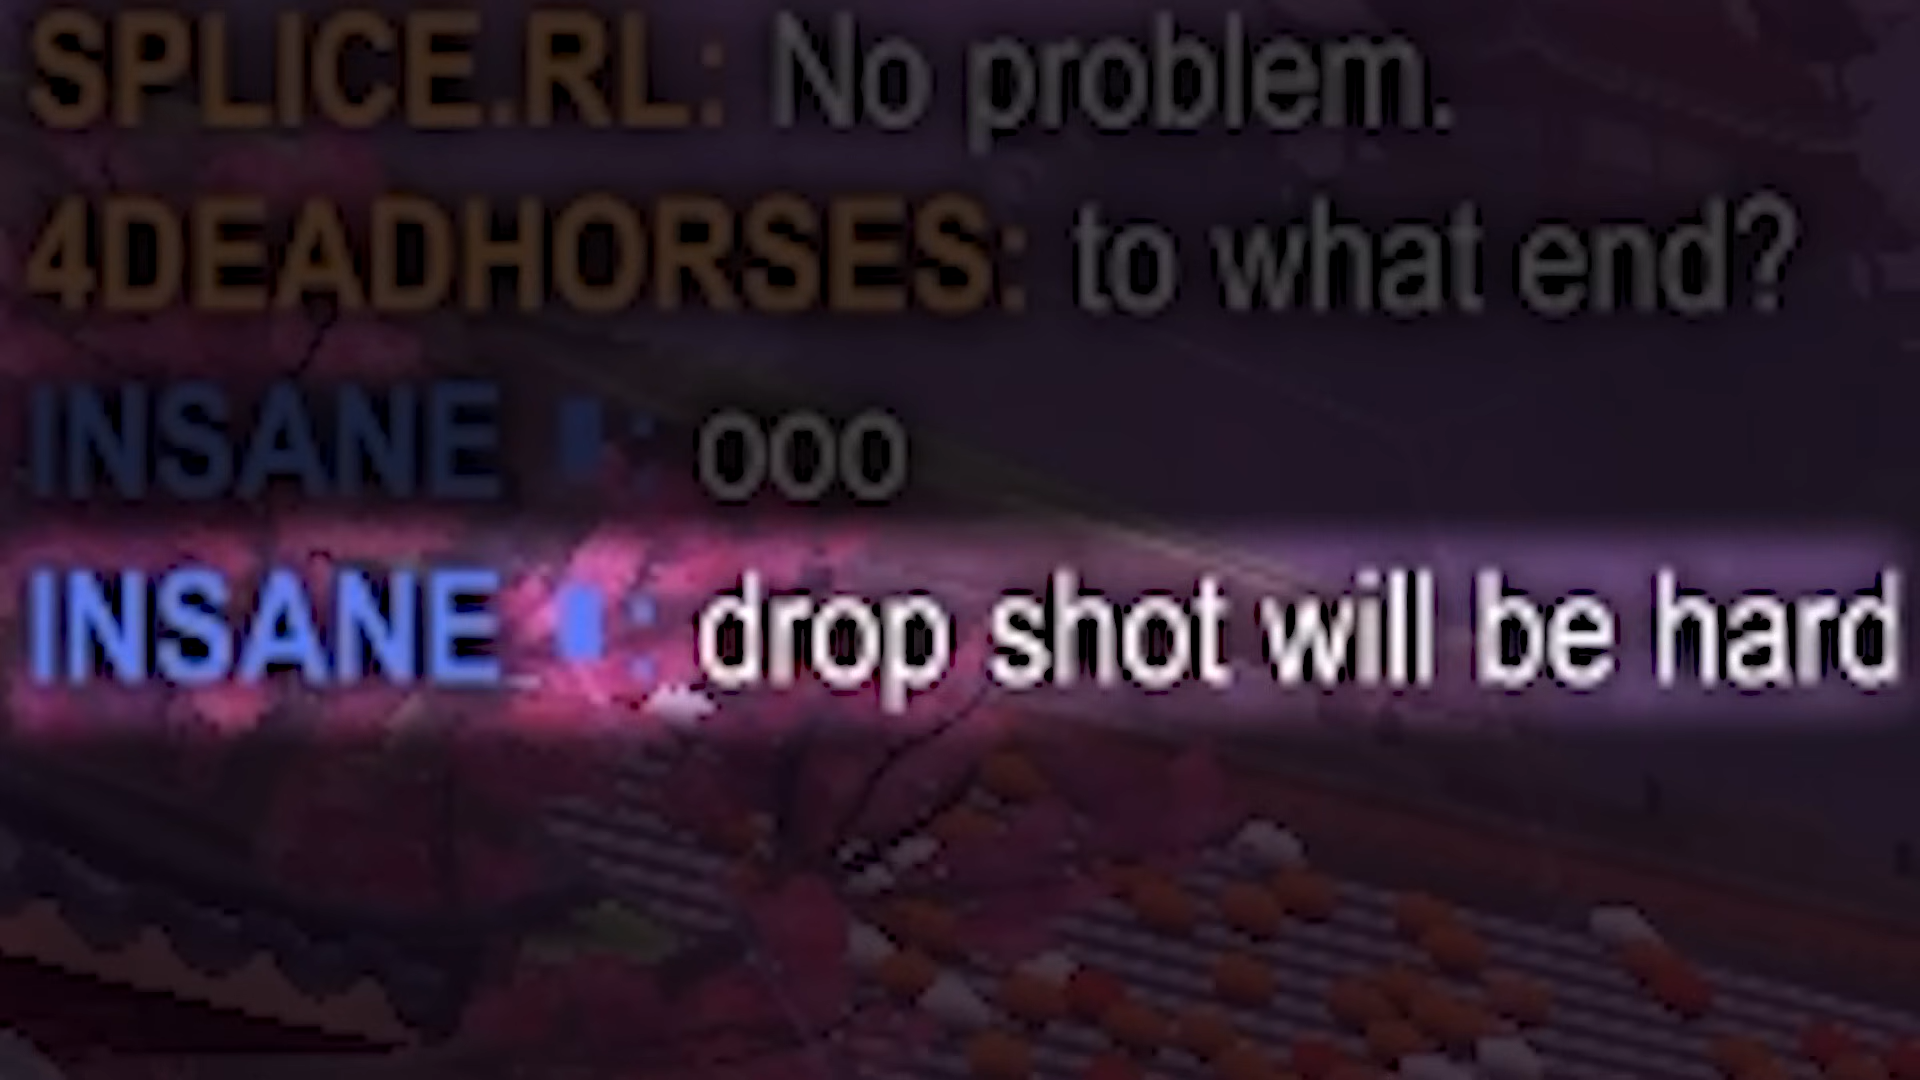 SPLICE.RL: No problem.
4DEADHORSES: to what end?
INSANE ▮: ooo
INSANE ▮: drop shot will be hard